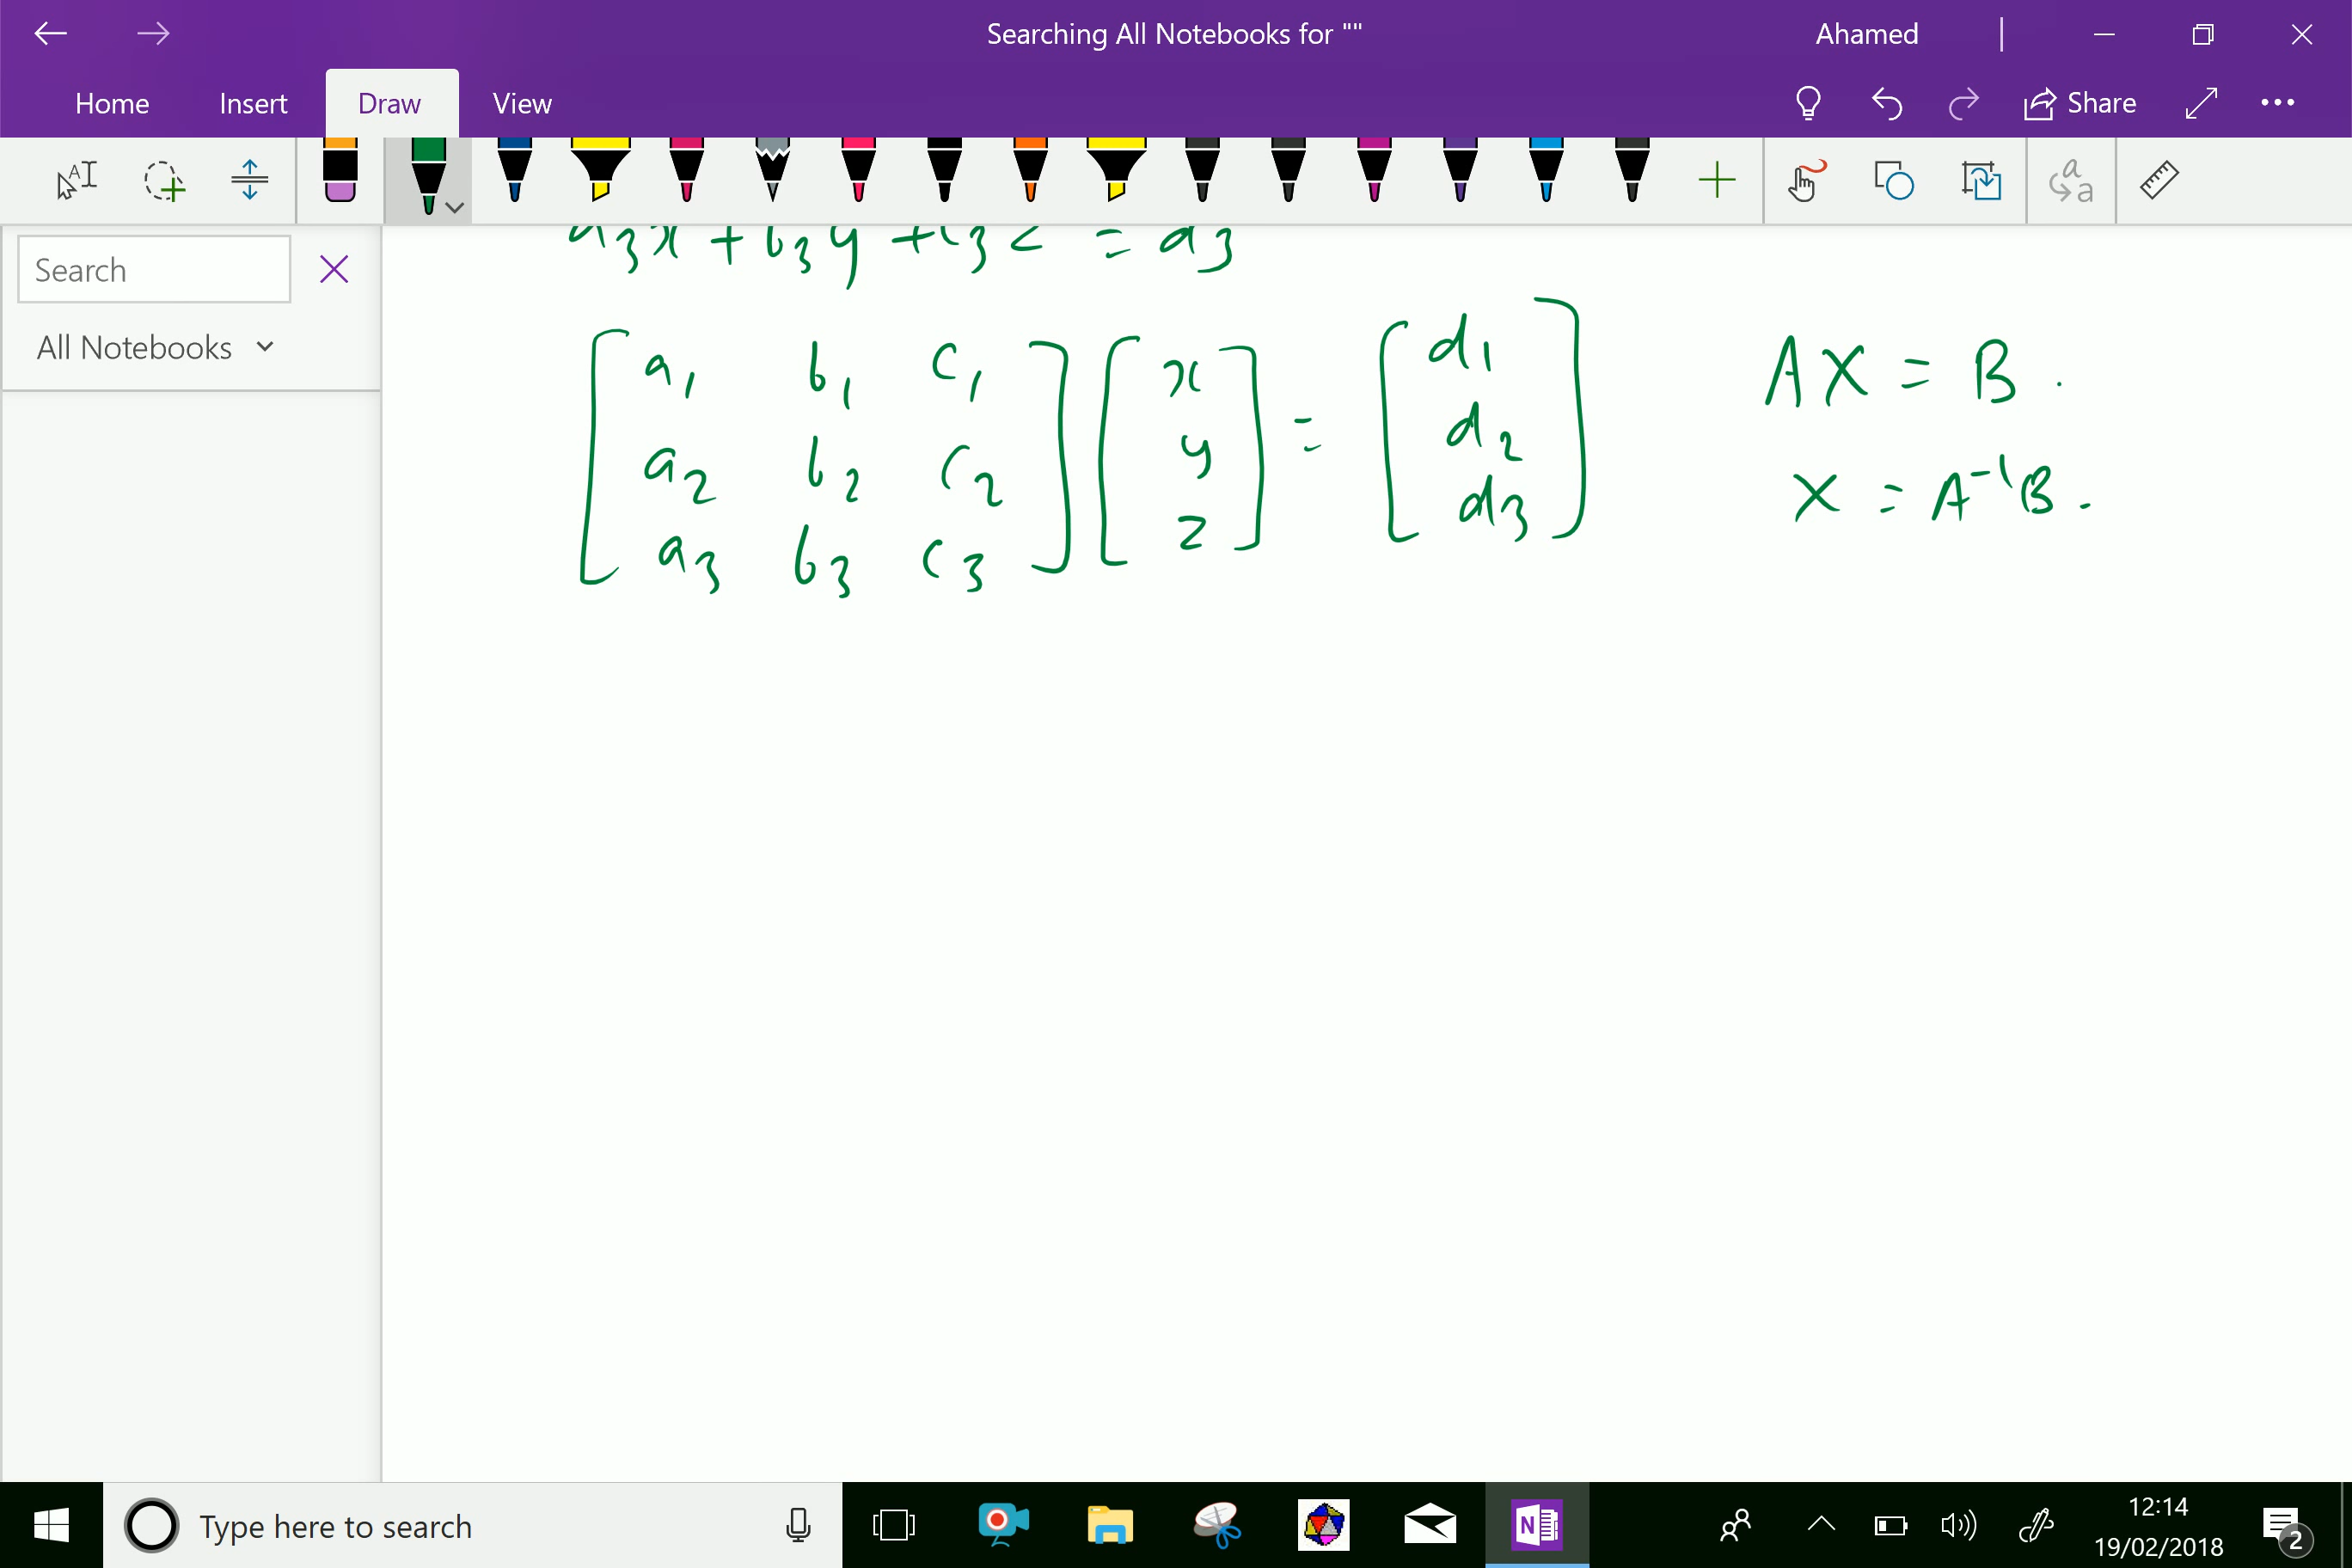 Searching All Notebooks for ""
Ahamed
Home Insert Draw View
Share
Search
All Notebooks
a₃x + b₃y + c₃z = d₃
[ a₁ b₁ c₁ ] [ x ] = [ d₁ ] AX = B .
[ a₂ b₂ c₂ ] [ y ] [ d₂ ]
[ a₃ b₃ c₃ ] [ z ] [ d₃ ] X = A⁻¹B .
Type here to search
12:14
19/02/2018
2